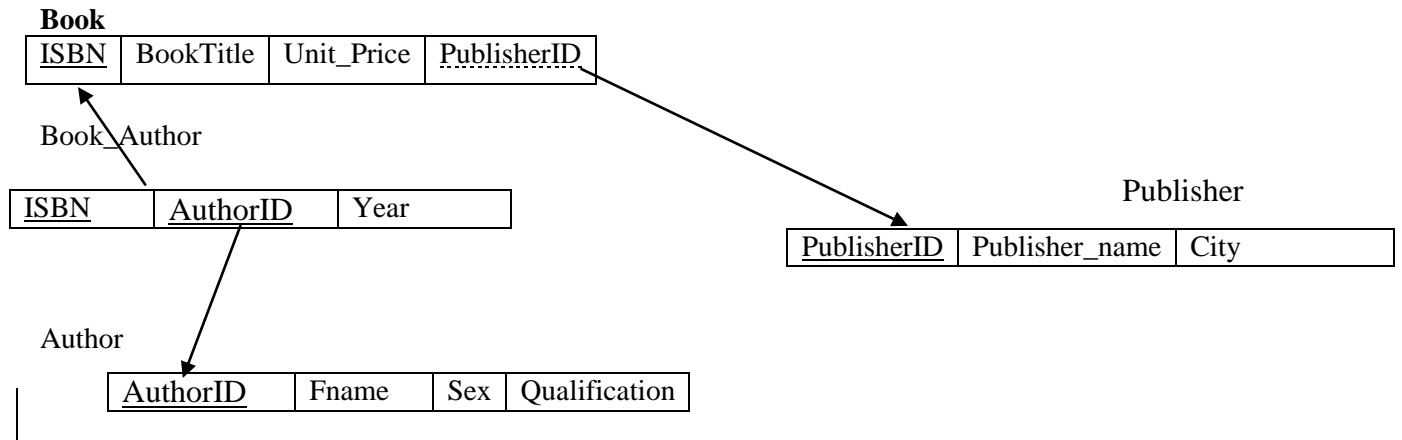 Book
ISBN BookTitle Unit_Price PublisherID
Book_Author
Publisher
ISBN AuthorID Year
PublisherID Publisher_name City
Author
AuthorID Fname Sex Qualification